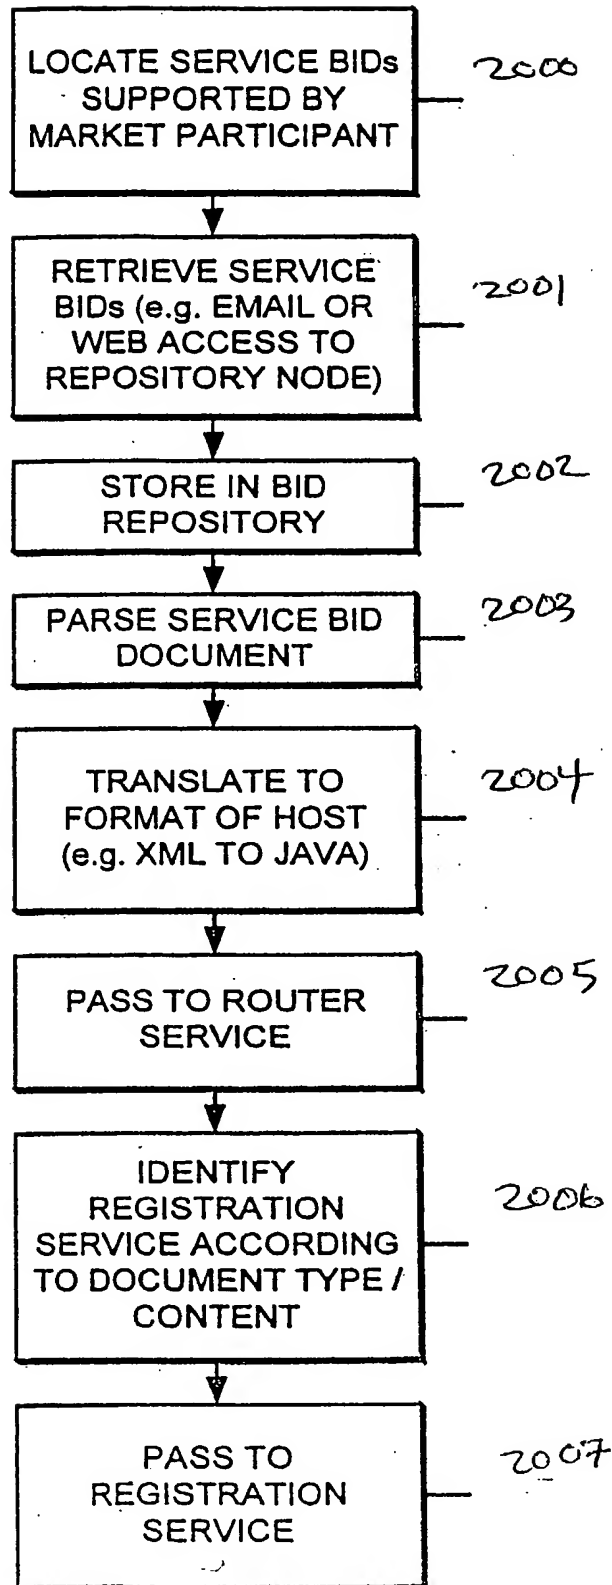 LOCATE SERVICE BIDs
SUPPORTED BY
MARKET PARTICIPANT
2000
RETRIEVE SERVICE
BIDs (e.g. EMAIL OR
WEB ACCESS TO
REPOSITORY NODE)
2001
STORE IN BID
REPOSITORY
2002
PARSE SERVICE BID
DOCUMENT
2003
TRANSLATE TO
FORMAT OF HOST
(e.g. XML TO JAVA)
2004
PASS TO ROUTER
SERVICE
2005
IDENTIFY
REGISTRATION
SERVICE ACCORDING
TO DOCUMENT TYPE /
CONTENT
2006
PASS TO
REGISTRATION
SERVICE
2007